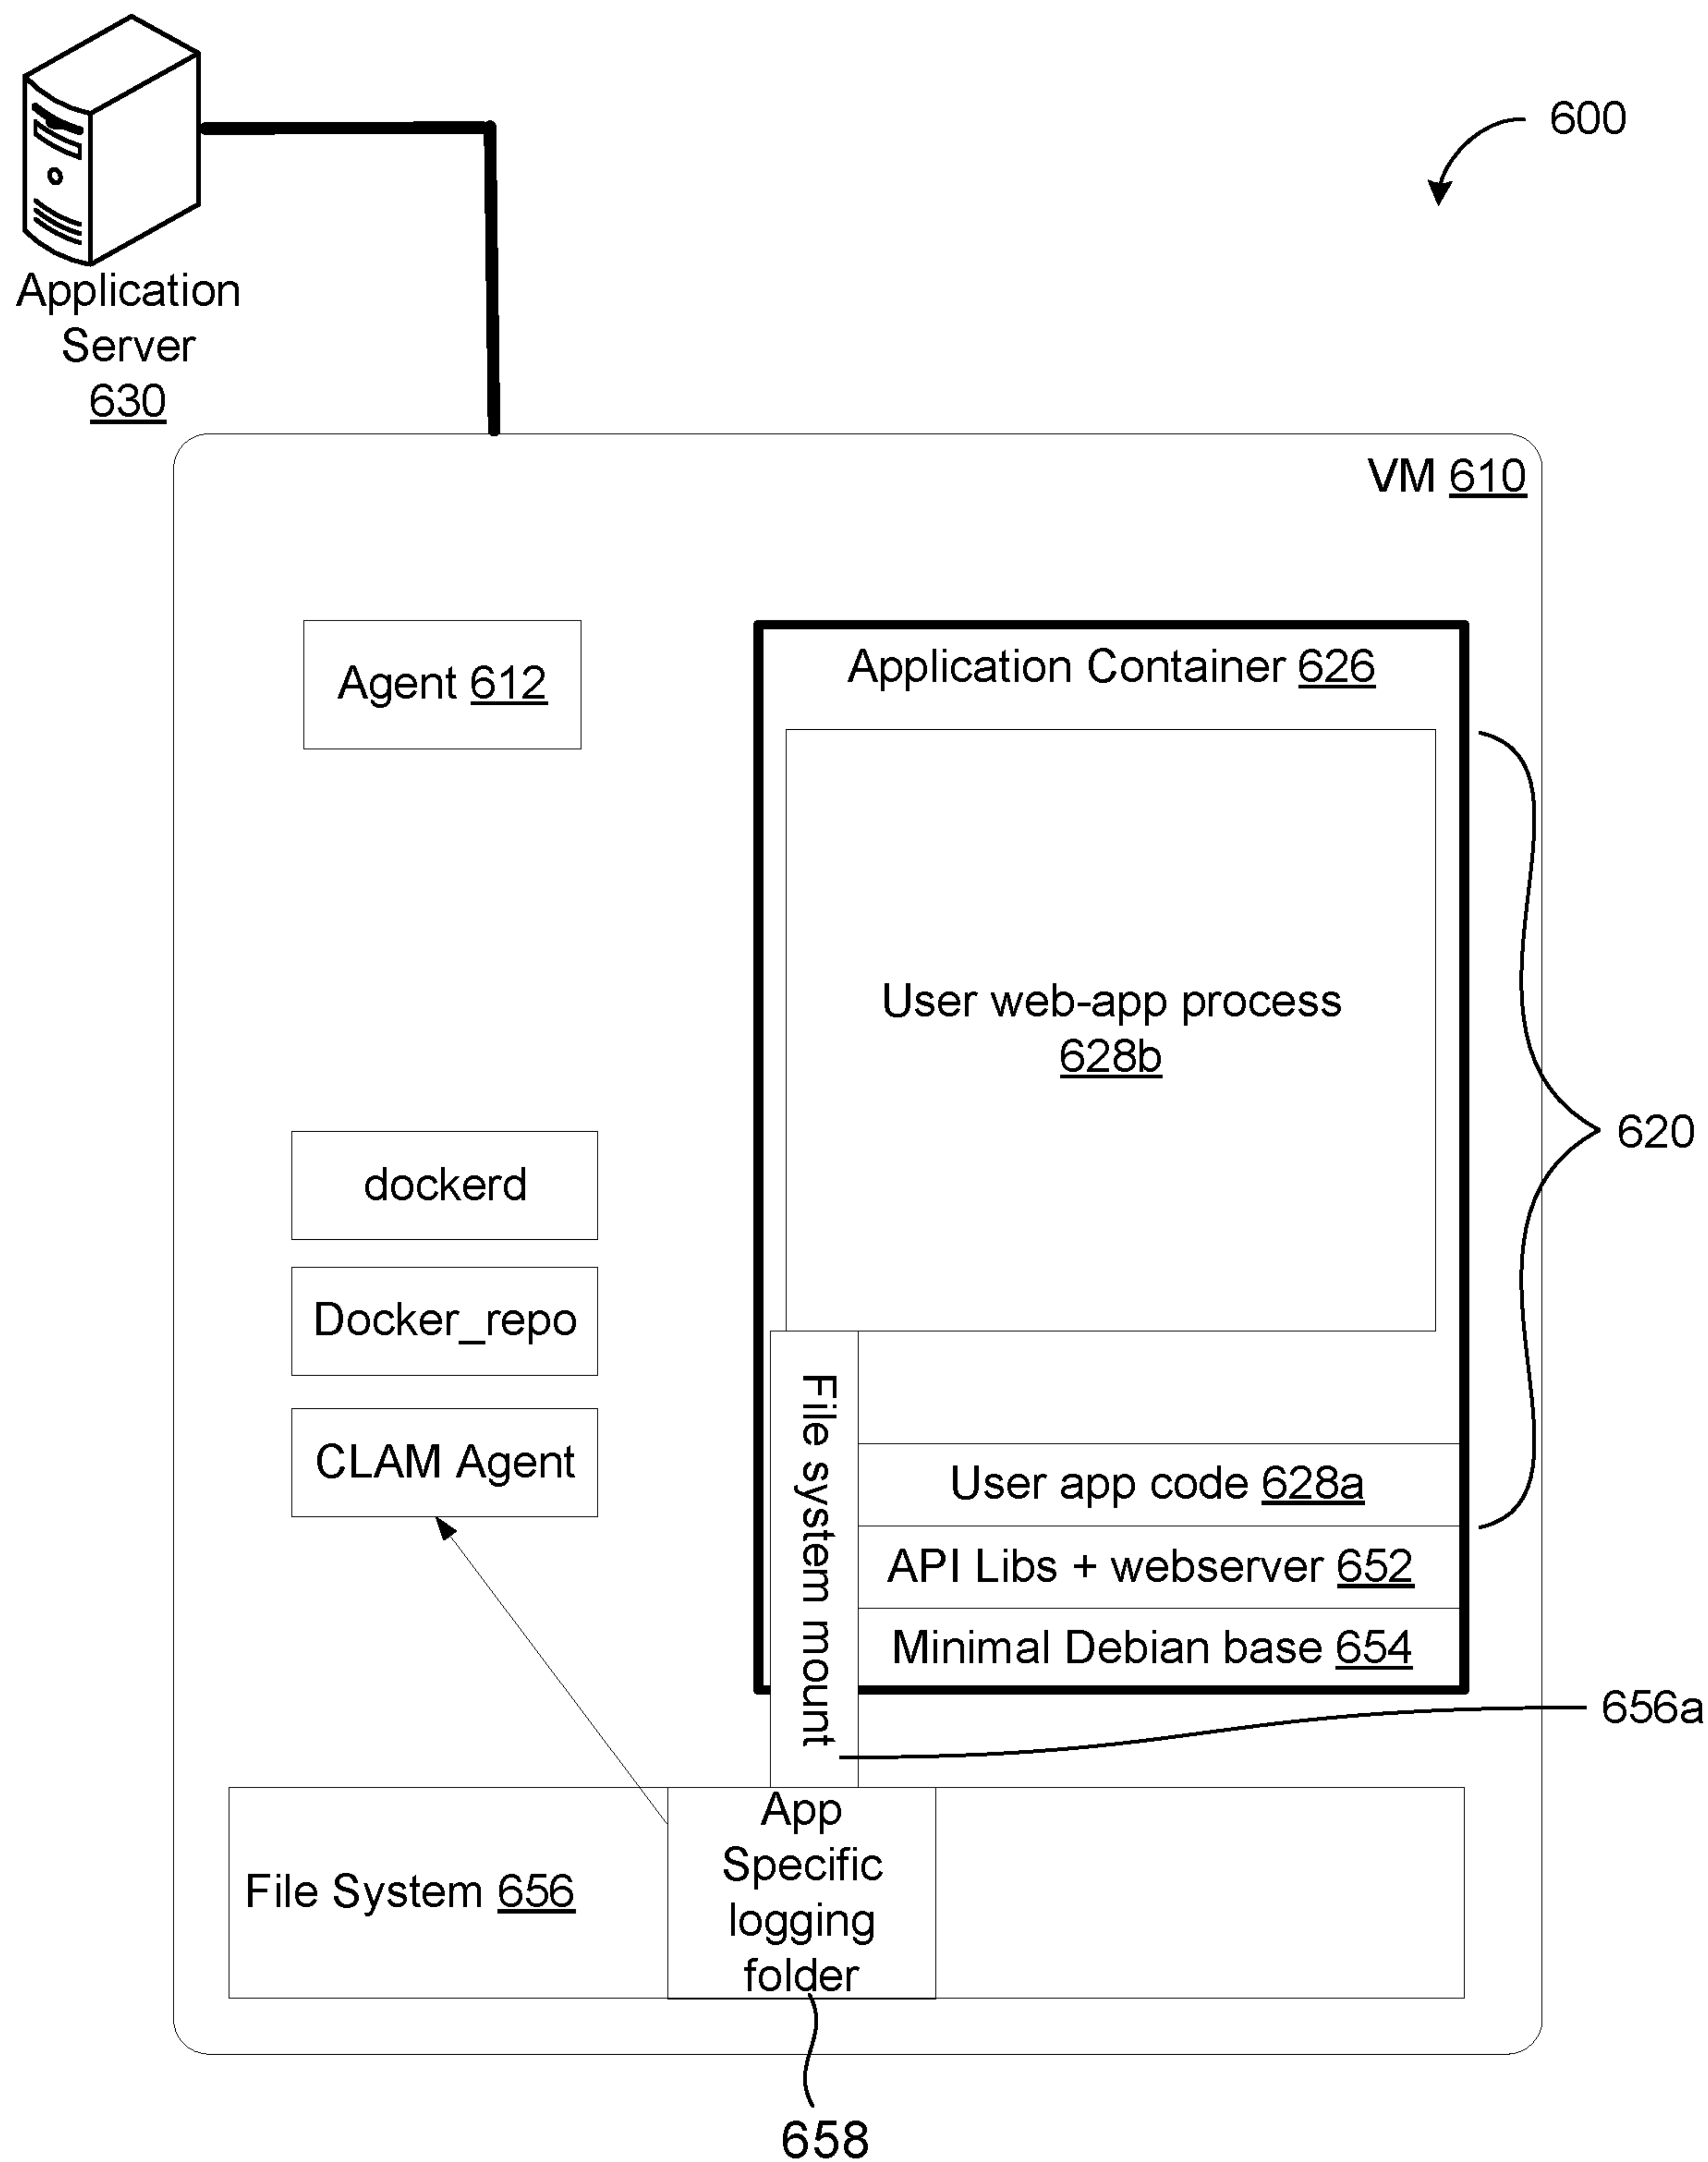 600
Application
Server
630
VM 610
Agent 612
Application Container 626
User web-app process
628b
620
dockerd
Docker_repo
CLAM Agent
File system mount
User app code 628a
API Libs + webserver 652
Minimal Debian base 654
656a
App
Specific
logging
folder
File System 656
658